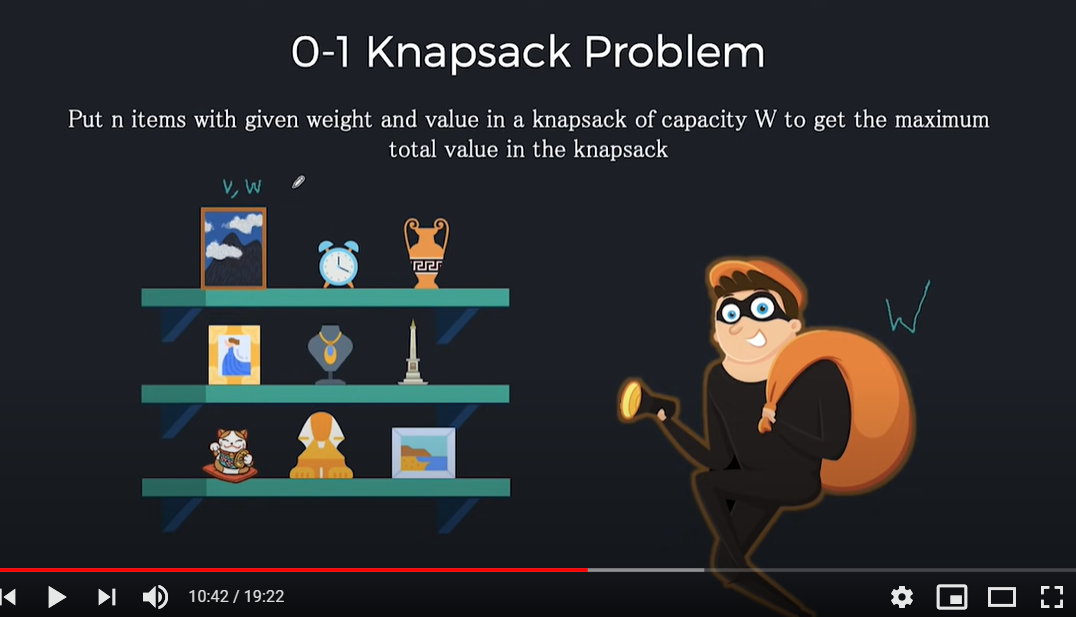 0-1 Knapsack Problem
Put n items with given weight and value in a knapsack of capacity W to get the maximum
total value in the knapsack
v, w
W
10:42 / 19:22